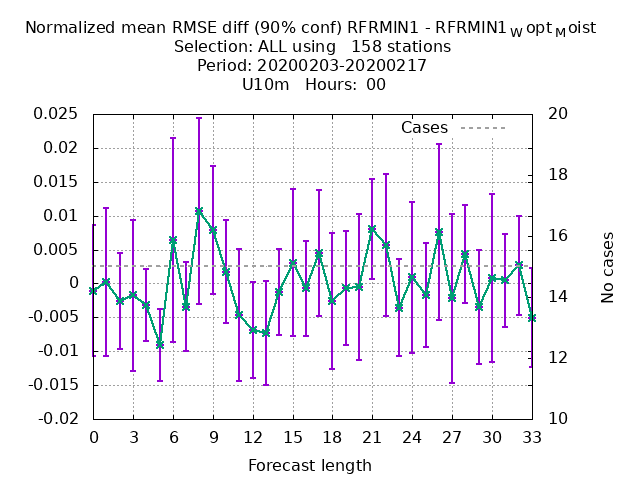 Normalized mean RMSE diff (90% conf) RFRMIN1 - RFRMIN1WoptMoist
Selection: ALL using 158 stations
Period: 20200203-20200217
U10m Hours: 00
0.025
0.02
0.015
0.01
0.005
0
-0.005
-0.01
-0.015
-0.02
Cases
20
18
16
14
12
10
No cases
0 3 6 9 12 15 18 21 24 27 30 33
Forecast length